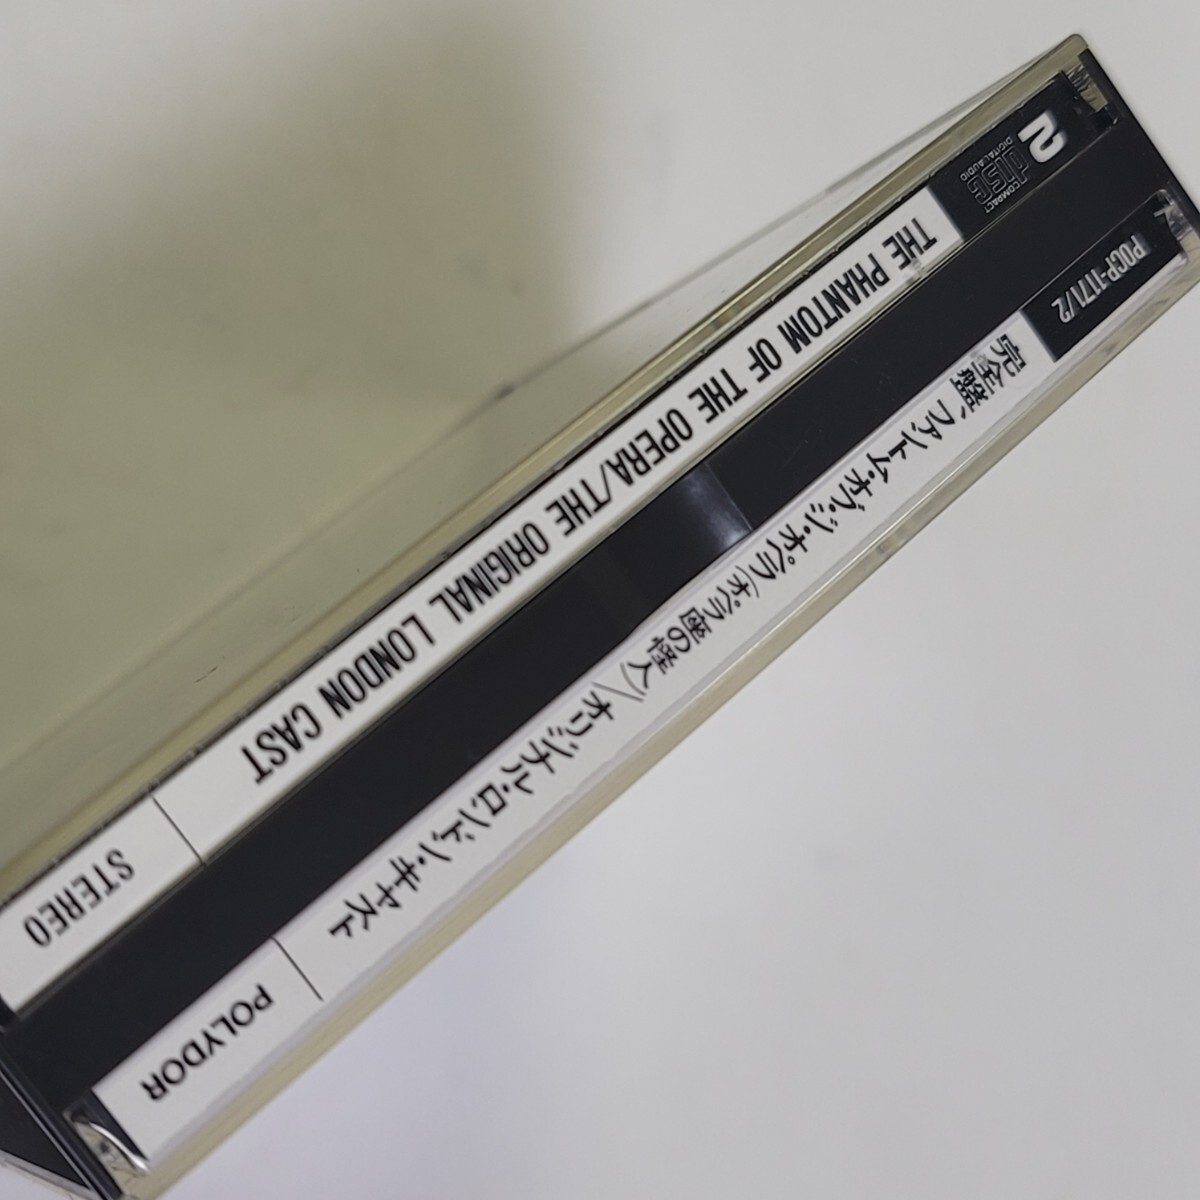 2
COMPACT
disc
DIGITAL AUDIO
THE PHANTOM OF THE OPERA/THE ORIGINAL LONDON CAST
STEREO
POCP-1171/2
完全盤、ファントム・オブ・ジ・オペラ(オペラ座の怪人)/オリジナル・ロンドン・キャスト
POLYDOR